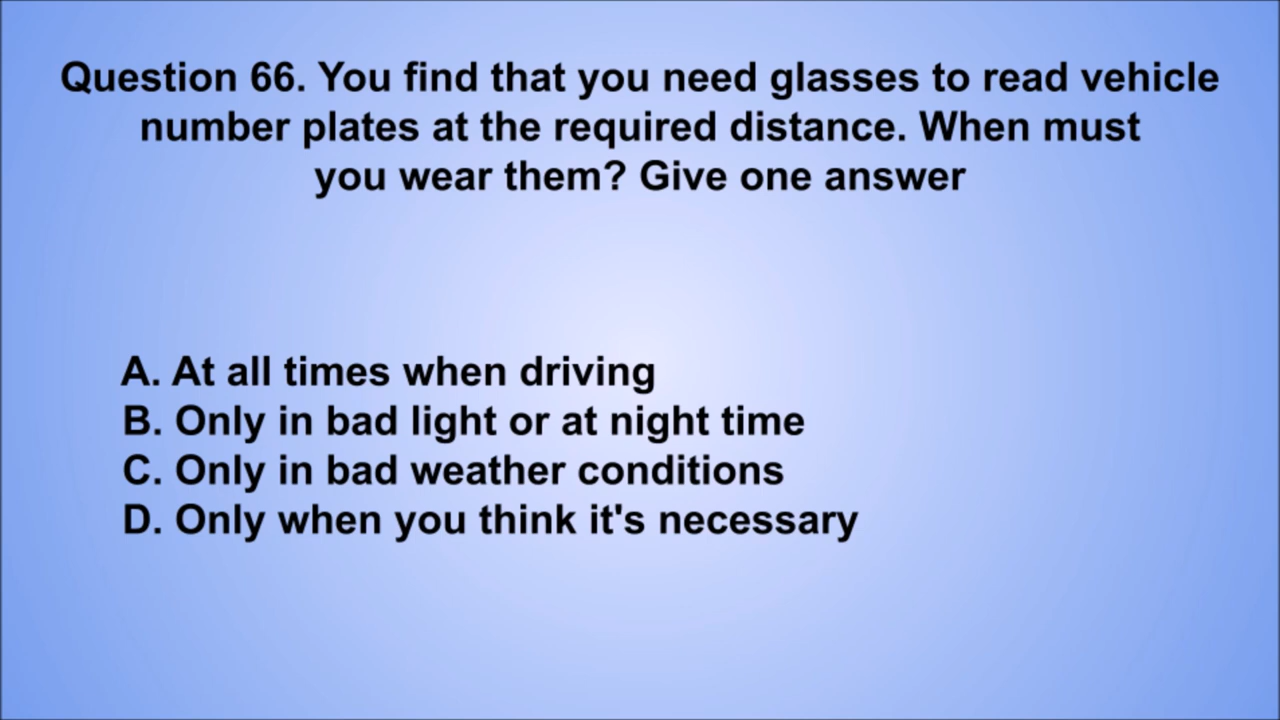 Question 66. You find that you need glasses to read vehicle
number plates at the required distance. When must
you wear them? Give one answer
A. At all times when driving
B. Only in bad light or at night time
C. Only in bad weather conditions
D. Only when you think it's necessary